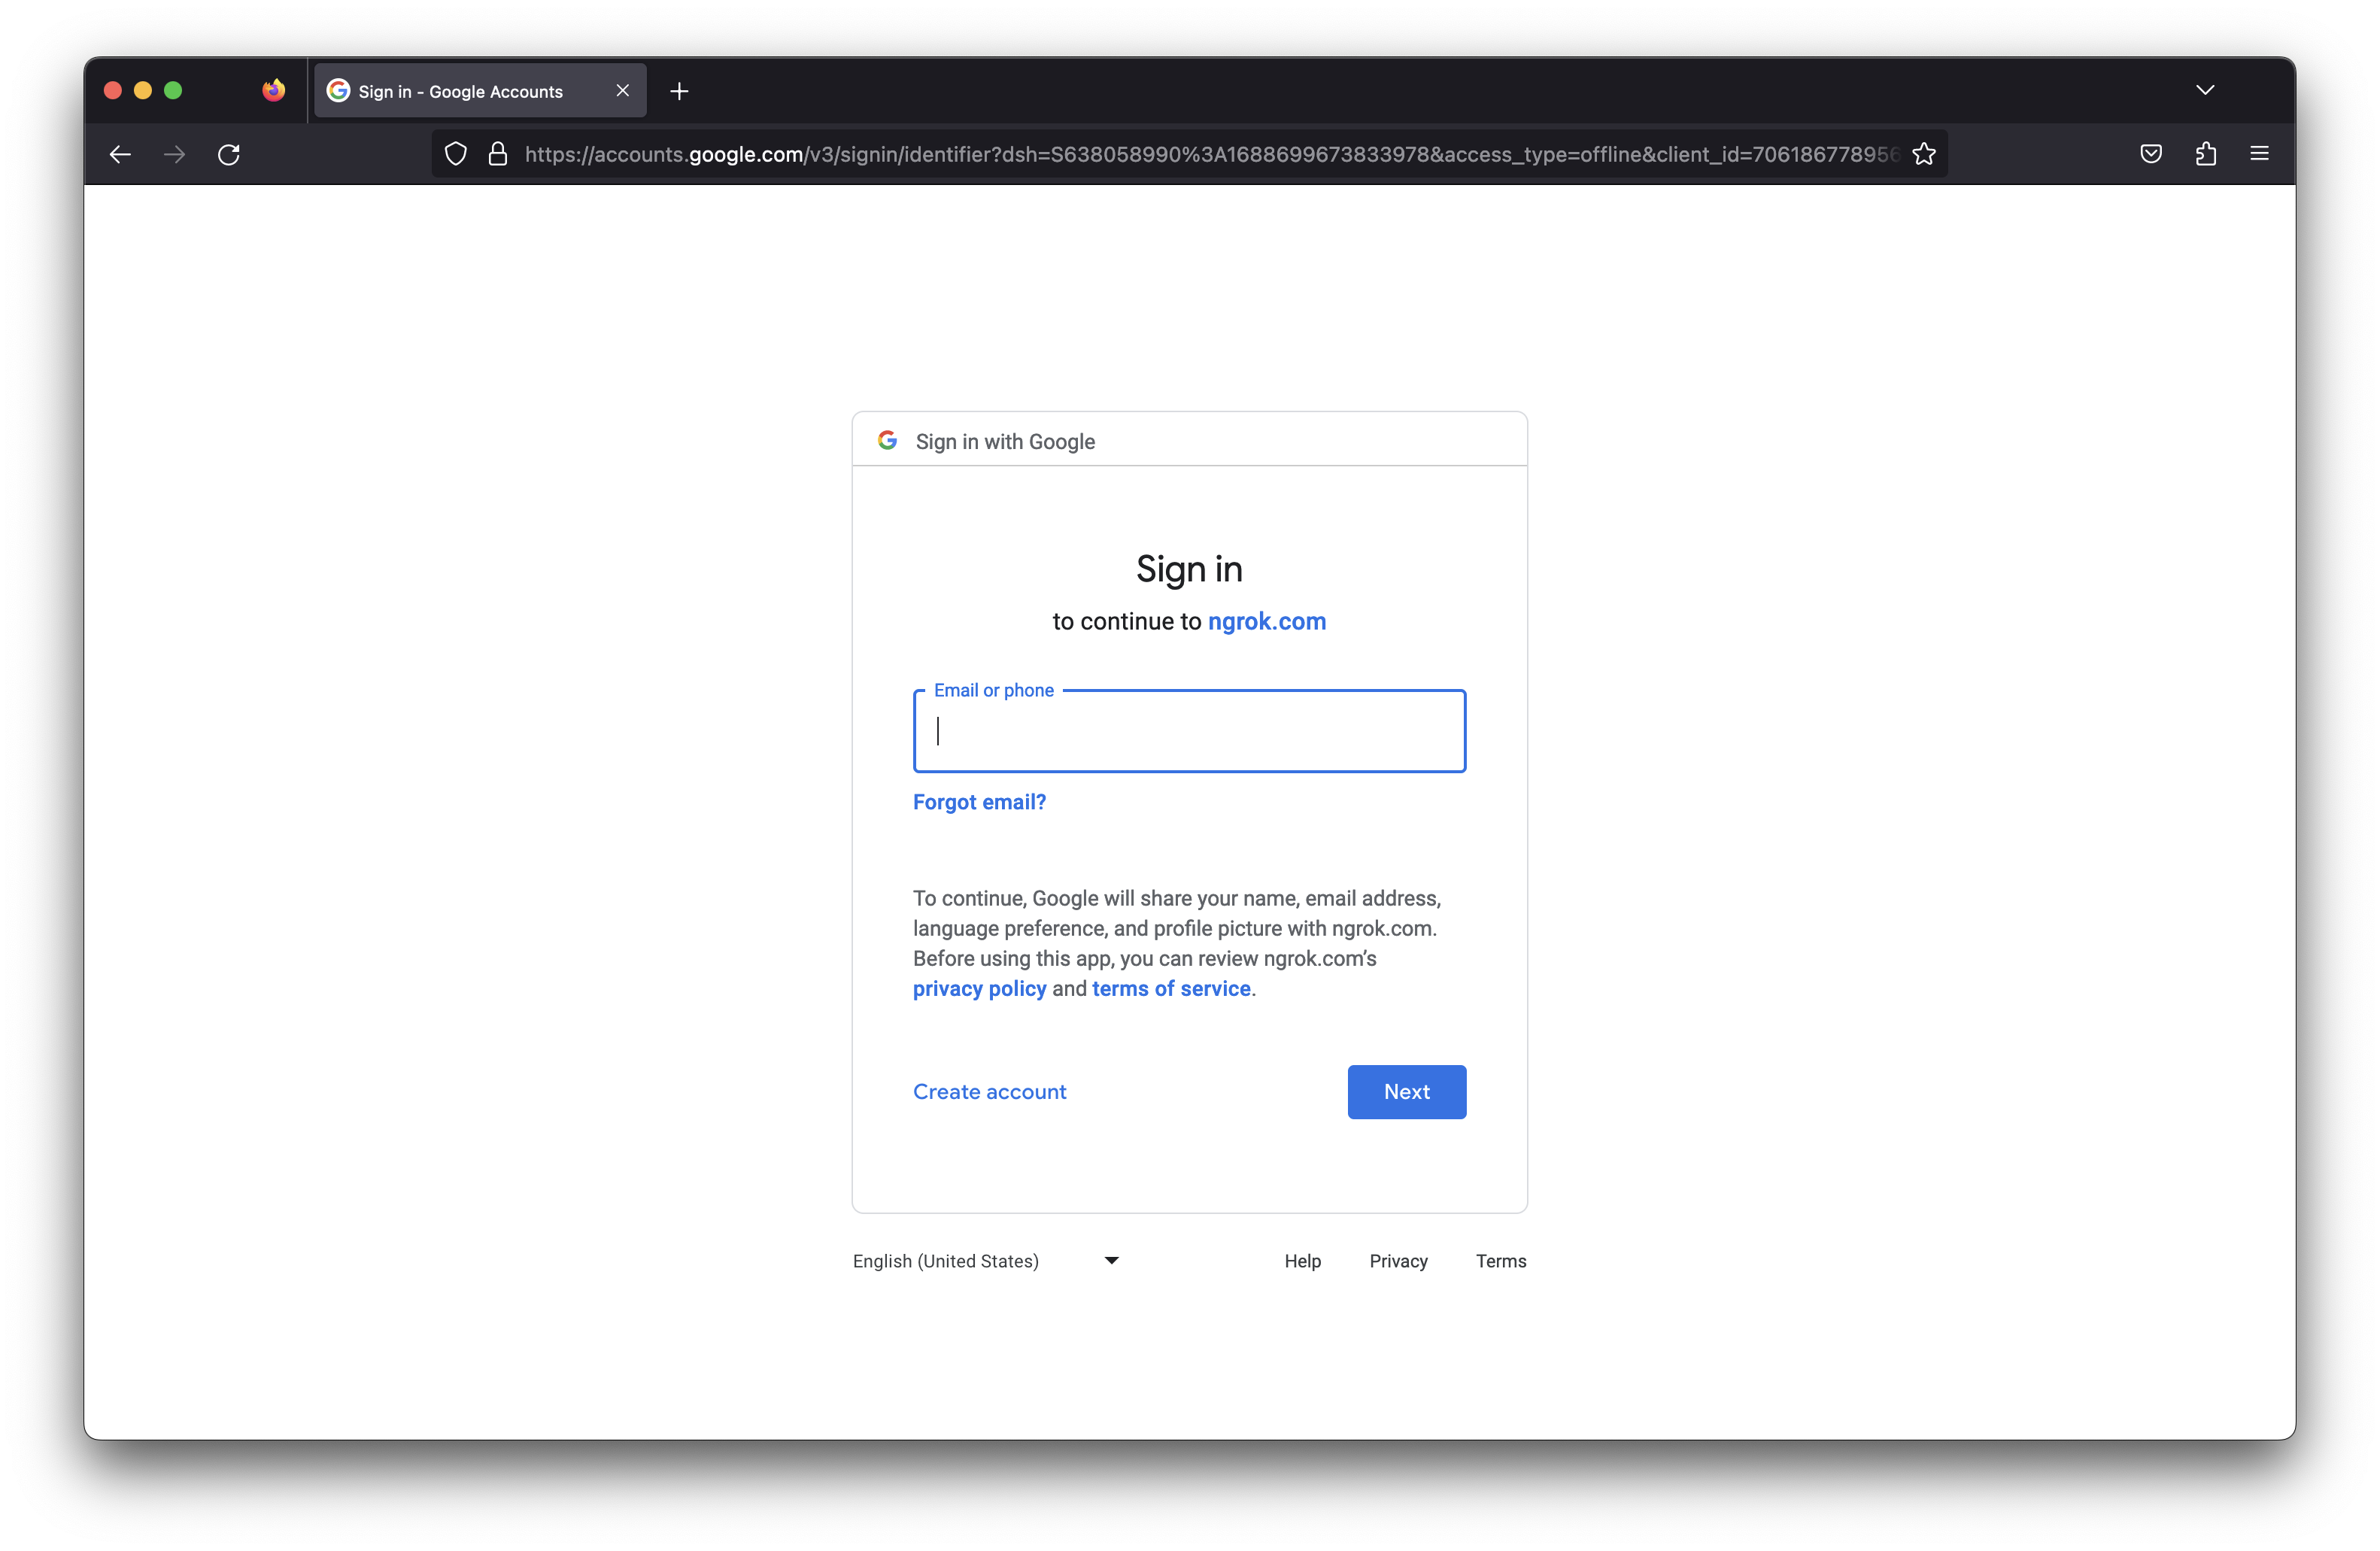 Sign in - Google Accounts
https://accounts.google.com/v3/signin/identifier?dsh=S638058990%3A1688699673833978&access_type=offline&client_id=706186778956
Sign in with Google
Sign in
to continue to ngrok.com
Email or phone
Forgot email?
To continue, Google will share your name, email address,
language preference, and profile picture with ngrok.com.
Before using this app, you can review ngrok.com’s
privacy policy and terms of service.
Create account
Next
English (United States)
Help Privacy Terms